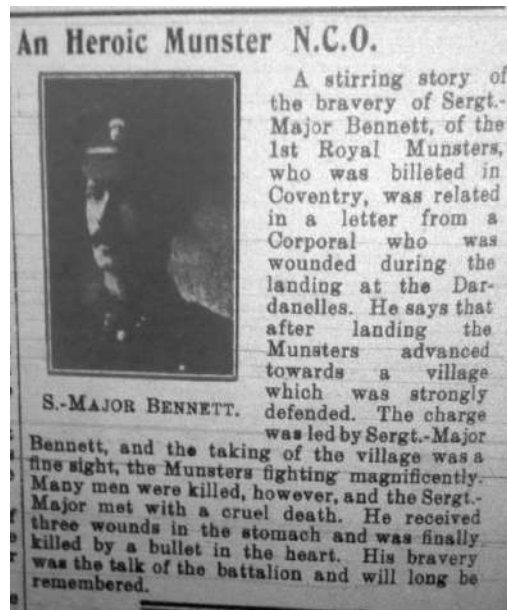 An Heroic Munster N.C.O.
A stirring story of
the bravery of Sergt.-
Major Bennett, of the
1st Royal Munsters,
who was billeted in
Coventry, was related
in a letter from a
Corporal who was
wounded during the
landing at the Dar-
danelles. He says that
after landing the
Munsters advanced
towards a village
which was strongly
defended. The charge
was led by Sergt.-Major
S.-MAJOR BENNETT.
Bennett, and the taking of the village was a
fine sight, the Munsters fighting magnificently.
Many men were killed, however, and the Sergt.-
Major met with a cruel death. He received
three wounds in the stomach and was finally
killed by a bullet in the heart. His bravery
was the talk of the battalion and will long be
remembered.